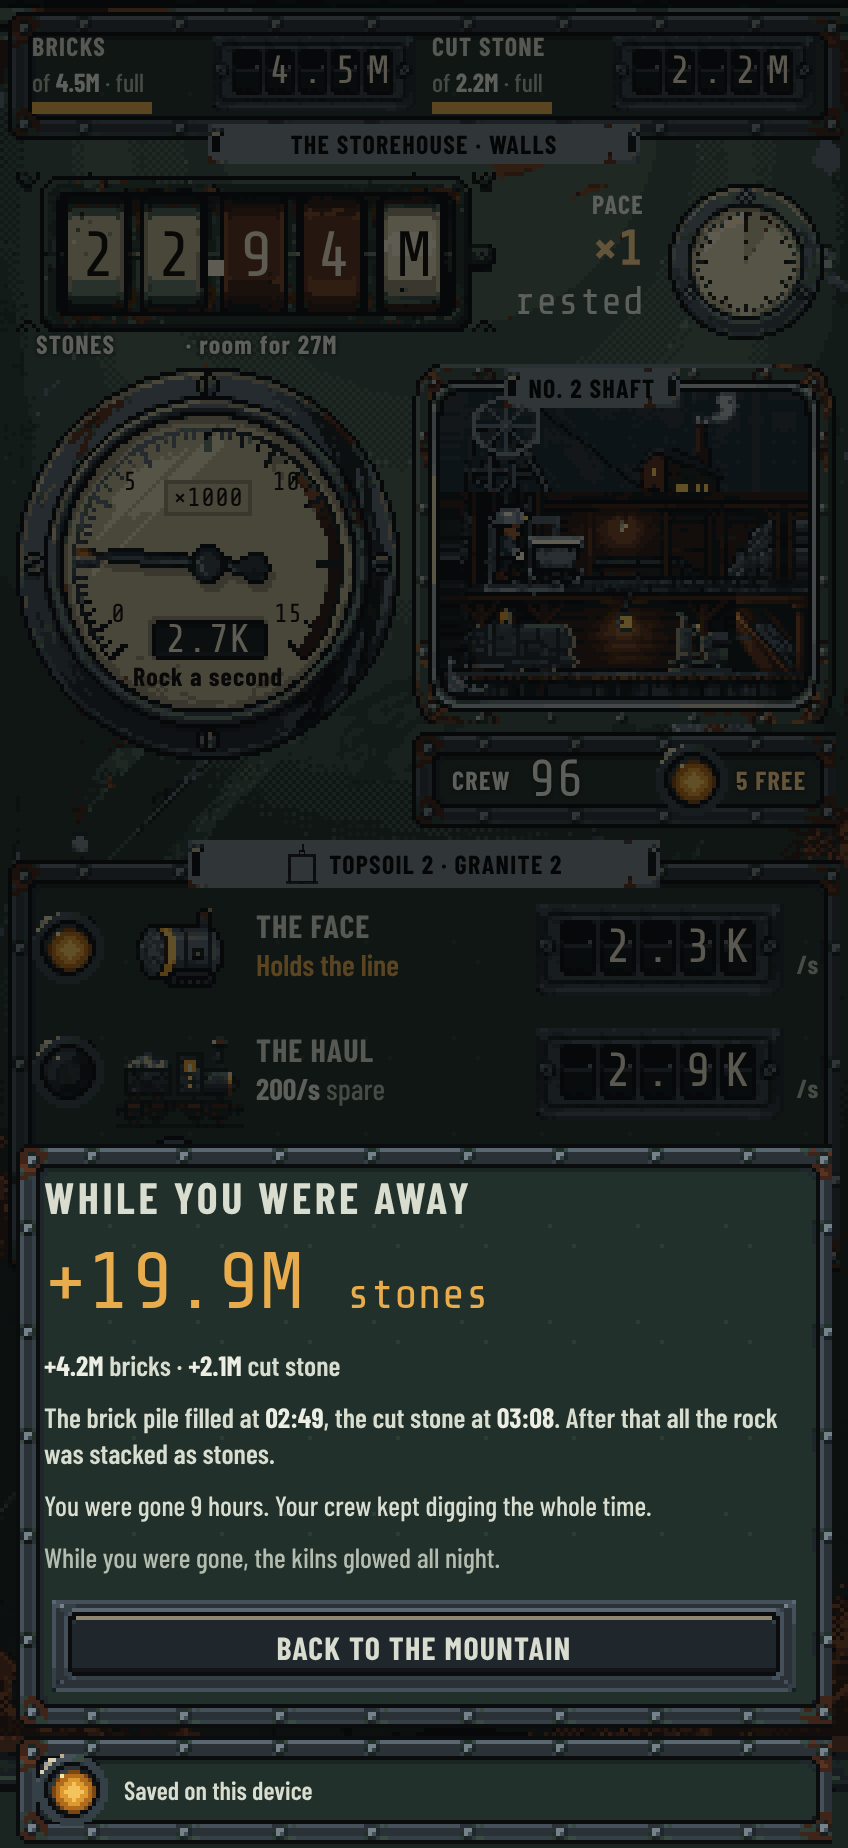 BRICKS
of 4.5M · full
4.5M
CUT STONE
of 2.2M · full
2.2M
THE STOREHOUSE · WALLS
22.94M
PACE
×1
rested
STONES · room for 27M
NO. 2 SHAFT
5
10
×1000
0
15
2.7K
Rock a second
CREW 96
5 FREE
TOPSOIL 2 · GRANITE 2
THE FACE
Holds the line
2.3K /s
THE HAUL
200/s spare
2.9K /s
WHILE YOU WERE AWAY
+19.9M stones
+4.2M bricks · +2.1M cut stone
The brick pile filled at 02:49, the cut stone at 03:08. After that all the rock
was stacked as stones.
You were gone 9 hours. Your crew kept digging the whole time.
While you were gone, the kilns glowed all night.
BACK TO THE MOUNTAIN
Saved on this device